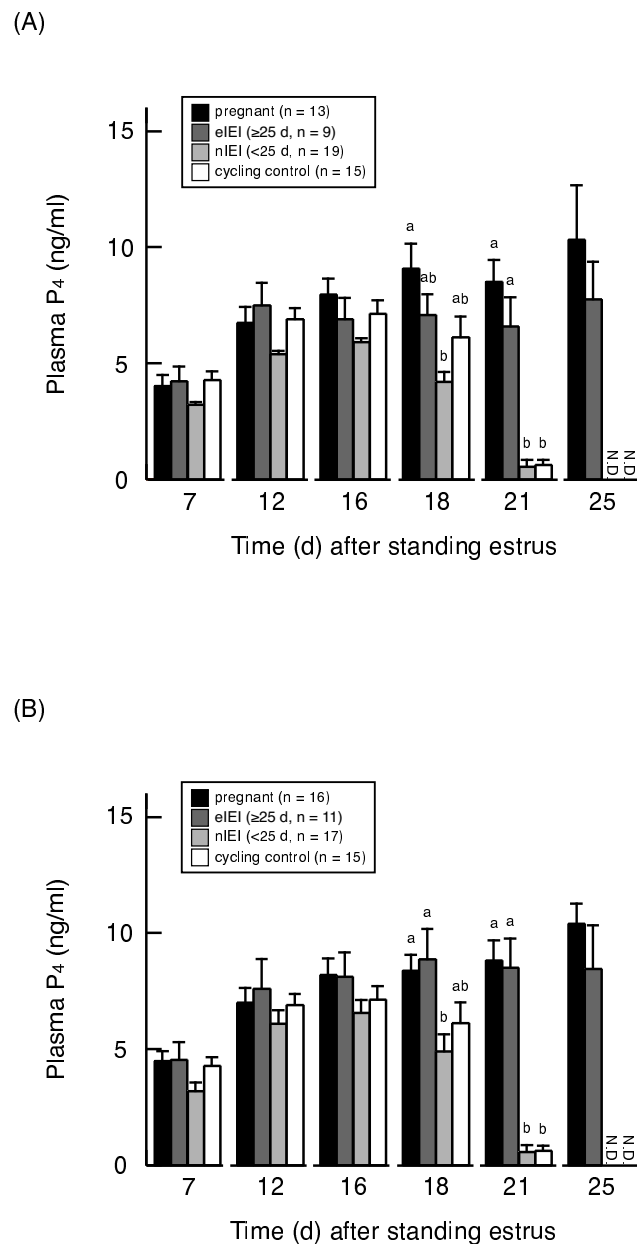 (A)
pregnant (n = 13)
eIEI (≥25 d, n = 9)
nIEI (<25 d, n = 19)
cycling control (n = 15)
Plasma P4 (ng/ml)
15
10
5
0
a
ab
b
ab
a
a
b
b
N.D.
N.D.
7
12
16
18
21
25
Time (d) after standing estrus
(B)
pregnant (n = 16)
eIEI (≥25 d, n = 11)
nIEI (<25 d, n = 17)
cycling control (n = 15)
Plasma P4 (ng/ml)
15
10
5
0
a
a
b
ab
a
a
b
b
N.D.
N.D.
7
12
16
18
21
25
Time (d) after standing estrus